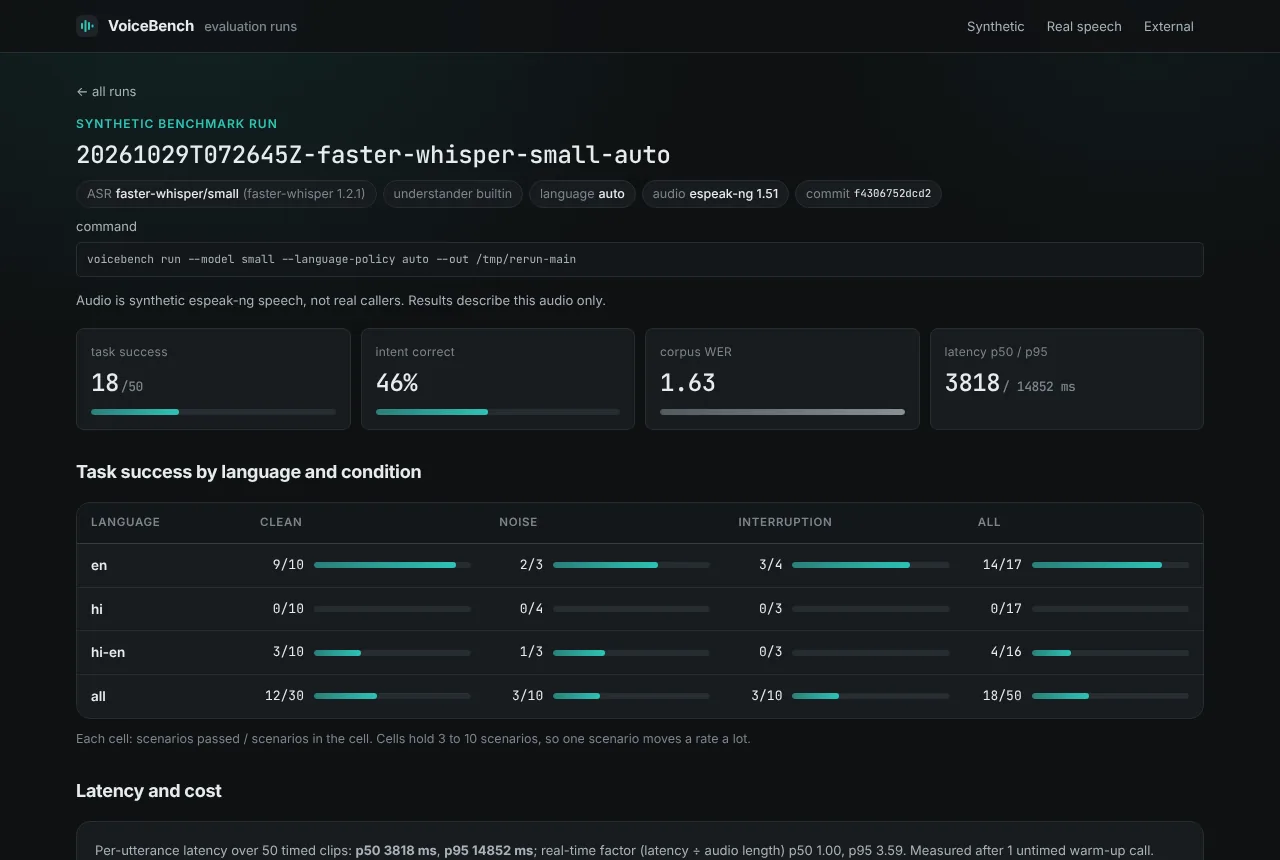 VoiceBench evaluation runs Synthetic Real speech External
← all runs
SYNTHETIC BENCHMARK RUN
20261029T072645Z-faster-whisper-small-auto
ASR faster-whisper/small (faster-whisper 1.2.1) understander builtin language auto audio espeak-ng 1.51 commit f4306752dcd2
command
voicebench run --model small --language-policy auto --out /tmp/rerun-main
Audio is synthetic espeak-ng speech, not real callers. Results describe this audio only.
task success intent correct corpus WER latency p50 / p95
18/50 46% 1.63 3818/ 14852 ms
Task success by language and condition
LANGUAGE CLEAN NOISE INTERRUPTION ALL
en 9/10 2/3 3/4 14/17
hi 0/10 0/4 0/3 0/17
hi-en 3/10 1/3 0/3 4/16
all 12/30 3/10 3/10 18/50
Each cell: scenarios passed / scenarios in the cell. Cells hold 3 to 10 scenarios, so one scenario moves a rate a lot.
Latency and cost
Per-utterance latency over 50 timed clips: p50 3818 ms, p95 14852 ms; real-time factor (latency ÷ audio length) p50 1.00, p95 3.59. Measured after 1 untimed warm-up call.